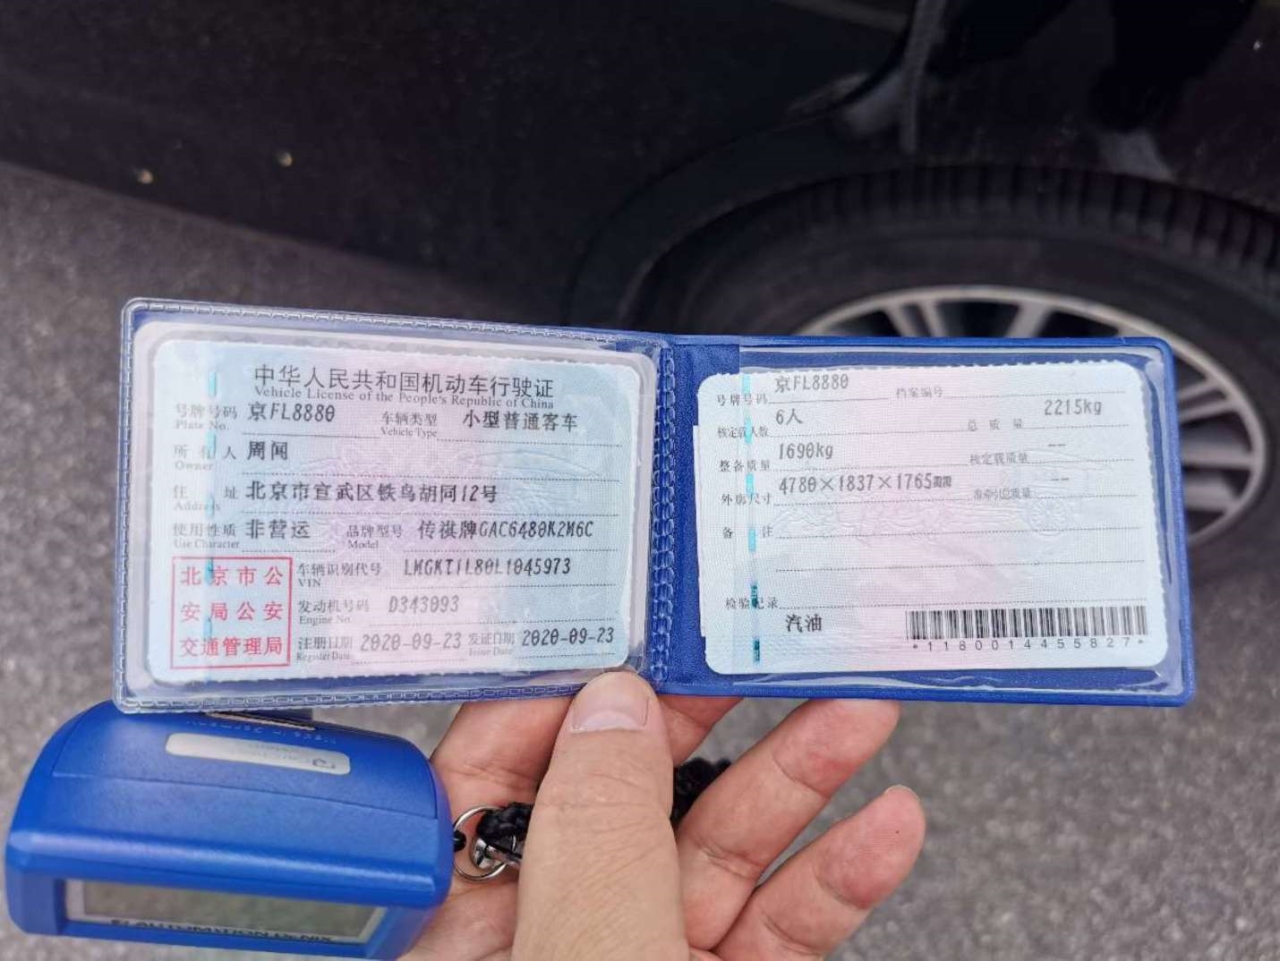 中华人民共和国机动车行驶证
Vehicle License of the People's Republic of China
号牌号码 京FL8880 车辆类型 小型普通客车
Plate No. Vehicle Type
所有人 周闻
Owner
住址 北京市宣武区铁鸟胡同12号
Address
使用性质 非营运 品牌型号 传祺牌GAC6480K2M6C
Use Character Model
北京市公
安局公安
交通管理局
车辆识别代号 LMGKT1L80L1045973
VIN
发动机号码 D343093
Engine No.
注册日期 2020-09-23 发证日期 2020-09-23
Register Date Issue Date
号牌号码 京FL8880 档案编号
核定载人数 6人 总质量 2215kg
整备质量 1690kg 核定载质量 --
外廓尺寸 4780×1837×1765 --
备注
检验记录
汽油
*1180014455827*